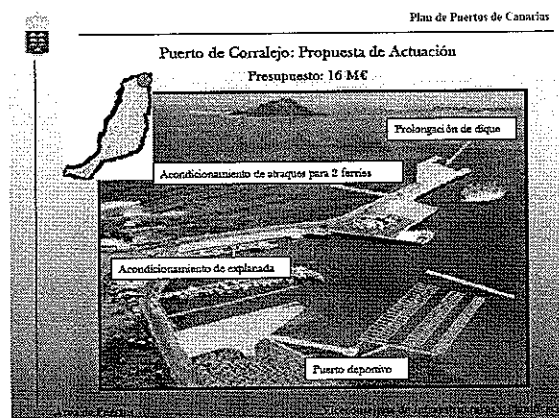 Plan de Puertos de Canarias
Puerto de Corralejo: Propuesta de Actuación
Presupuesto: 16 M€
Prolongación de dique
Acondicionamiento de atraques para 2 ferries
Acondicionamiento de explanada
Puerto deportivo